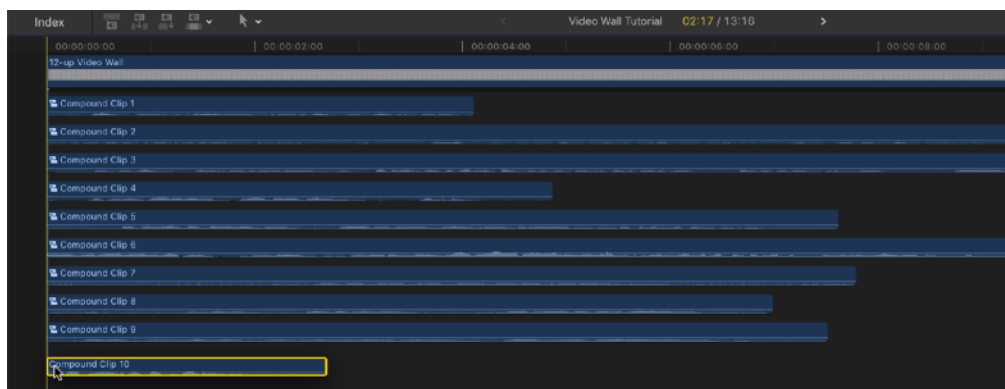 Index Video Wall Tutorial 02:17 / 13:16
00:00:00:00 00:00:02:00 00:00:04:00 00:00:06:00 00:00:08:00
12-up Video Wall
Compound Clip 1
Compound Clip 2
Compound Clip 3
Compound Clip 4
Compound Clip 5
Compound Clip 6
Compound Clip 7
Compound Clip 8
Compound Clip 9
Compound Clip 10